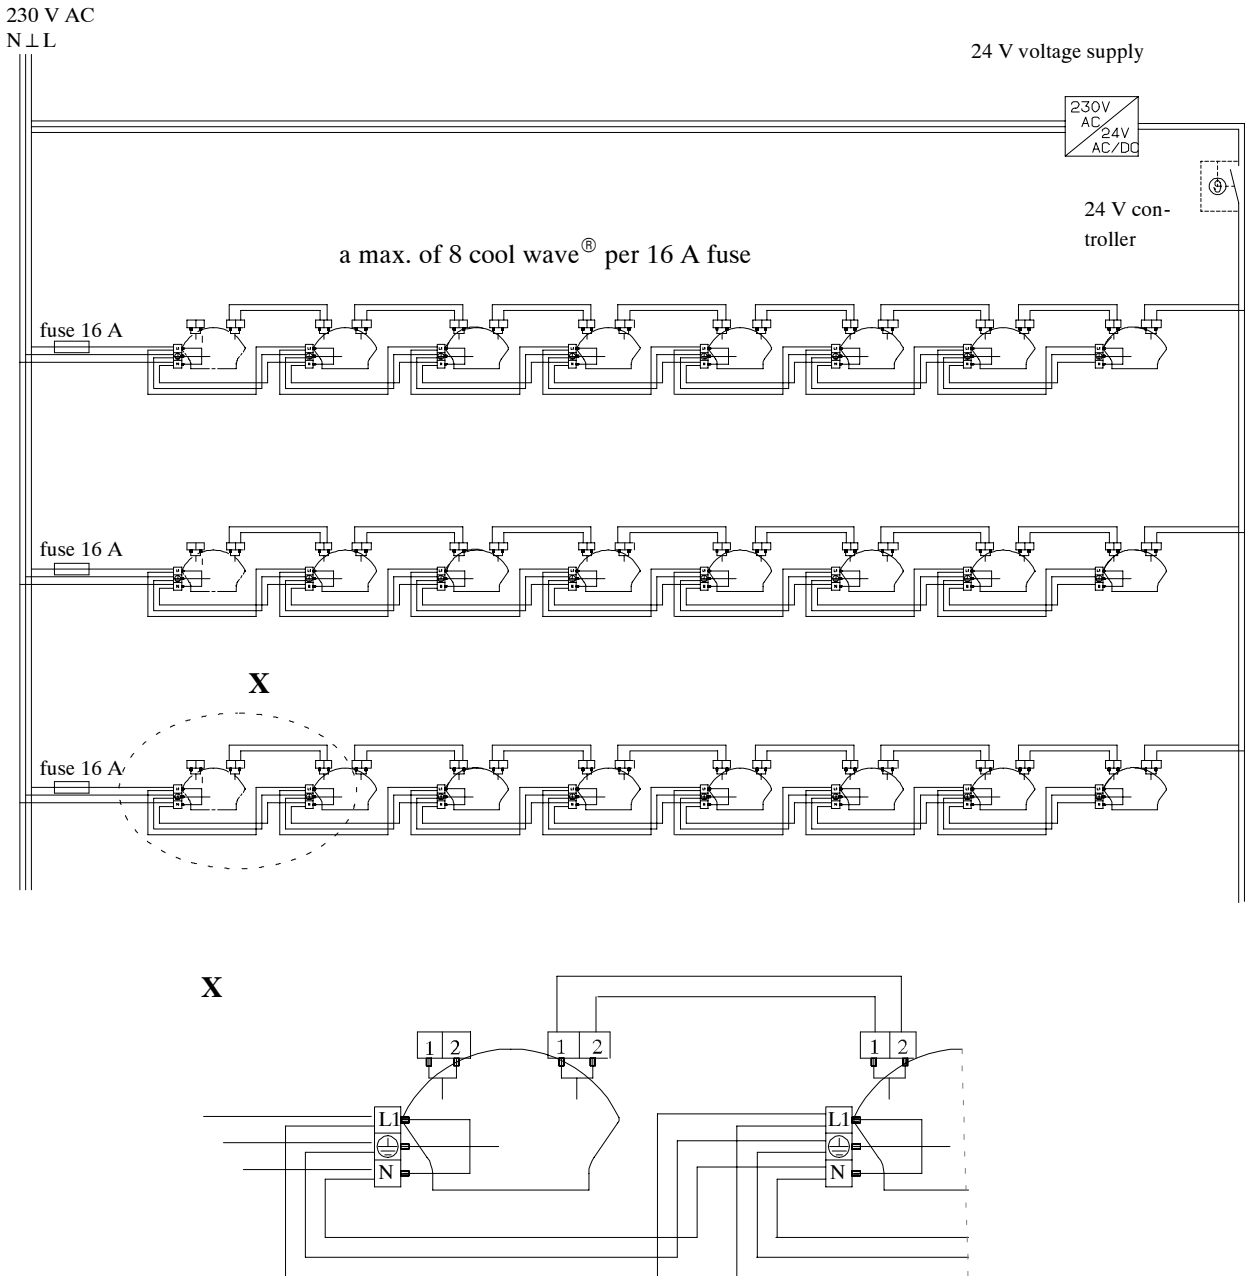 230 V AC
N⊥L
24 V voltage supply
230V
AC
24V
AC/DC
24 V con-
troller
a max. of 8 cool wave® per 16 A fuse
fuse 16 A
fuse 16 A
X
fuse 16 A
X
1 2 1 2 1 2
L1 L1
N N